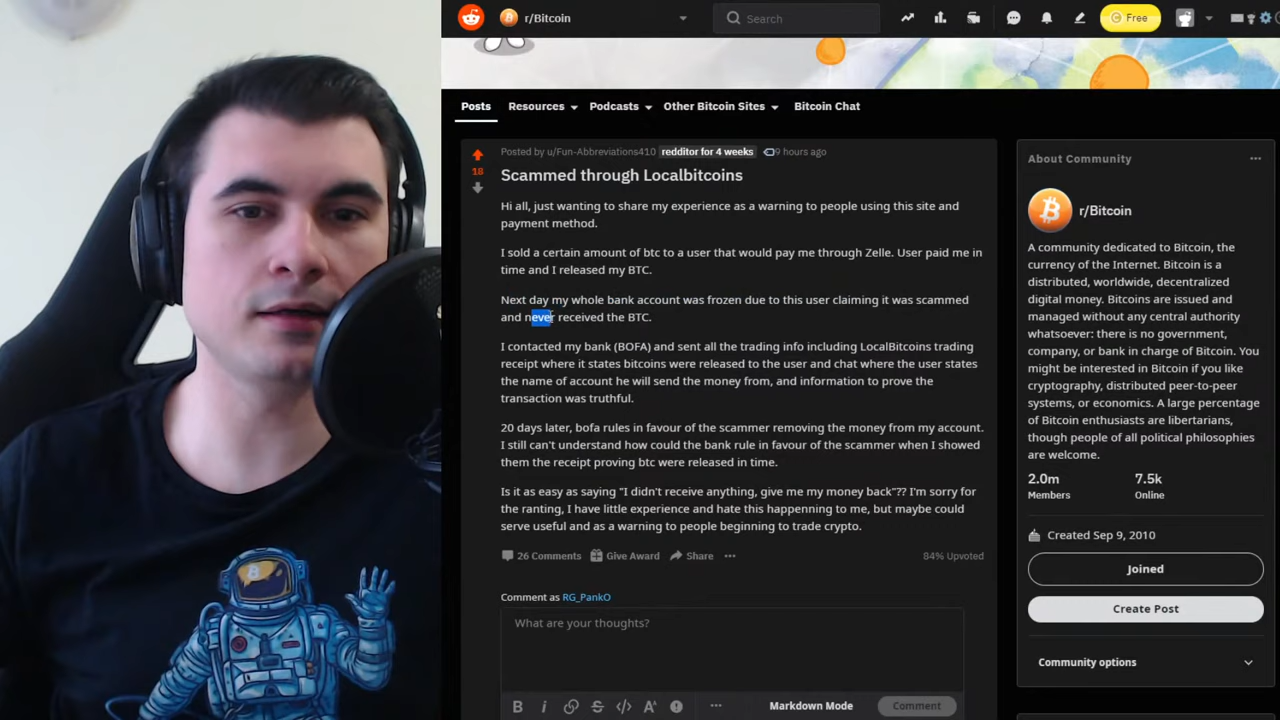 r/Bitcoin
Search
Free
Posts
Resources
Podcasts
Other Bitcoin Sites
Bitcoin Chat
18
Posted by u/Fun-Abbreviations410 redditor for 4 weeks 9 hours ago
Scammed through Localbitcoins
Hi all, just wanting to share my experience as a warning to people using this site and
payment method.
I sold a certain amount of btc to a user that would pay me through Zelle. User paid me in
time and I released my BTC.
Next day my whole bank account was frozen due to this user claiming it was scammed
and never received the BTC.
I contacted my bank (BOFA) and sent all the trading info including LocalBitcoins trading
receipt where it states bitcoins were released to the user and chat where the user states
the name of account he will send the money from, and information to prove the
transaction was truthful.
20 days later, bofa rules in favour of the scammer removing the money from my account.
I still can't understand how could the bank rule in favour of the scammer when I showed
them the receipt proving btc were released in time.
Is it as easy as saying "I didn't receive anything, give me my money back"?? I'm sorry for
the ranting, I have little experience and hate this happenning to me, but maybe could
serve useful and as a warning to people beginning to trade crypto.
26 Comments
Give Award
Share
84% Upvoted
Comment as RG_PankO
What are your thoughts?
Markdown Mode
Comment
About Community
r/Bitcoin
A community dedicated to Bitcoin, the
currency of the Internet. Bitcoin is a
distributed, worldwide, decentralized
digital money. Bitcoins are issued and
managed without any central authority
whatsoever: there is no government,
company, or bank in charge of Bitcoin. You
might be interested in Bitcoin if you like
cryptography, distributed peer-to-peer
systems, or economics. A large percentage
of Bitcoin enthusiasts are libertarians,
though people of all political philosophies
are welcome.
2.0m
Members
7.5k
Online
Created Sep 9, 2010
Joined
Create Post
Community options